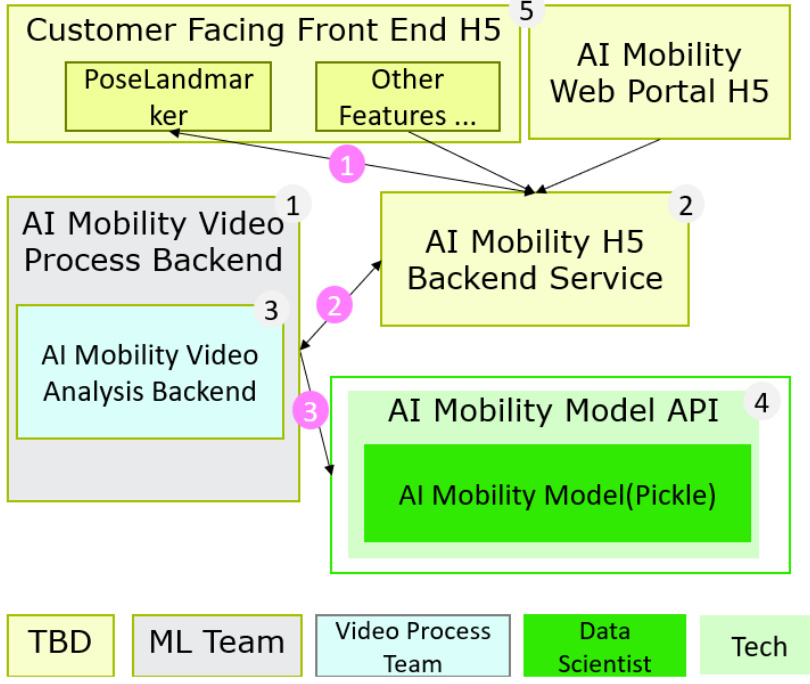 Customer Facing Front End H5
5
PoseLandmar
ker
Other
Features ...
AI Mobility
Web Portal H5
1
AI Mobility Video
Process Backend
1
3
AI Mobility Video
Analysis Backend
2
AI Mobility H5
Backend Service
2
3
AI Mobility Model API
4
AI Mobility Model(Pickle)
TBD
ML Team
Video Process
Team
Data
Scientist
Tech